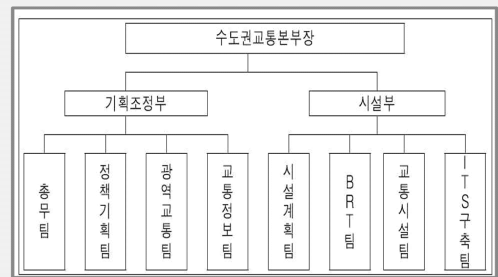 수도권교통본부장
기획조정부
시설부
총무팀
정책기획팀
광역교통팀
교통정보팀
시설계획팀
BRT팀
교통시설팀
ITS구축팀